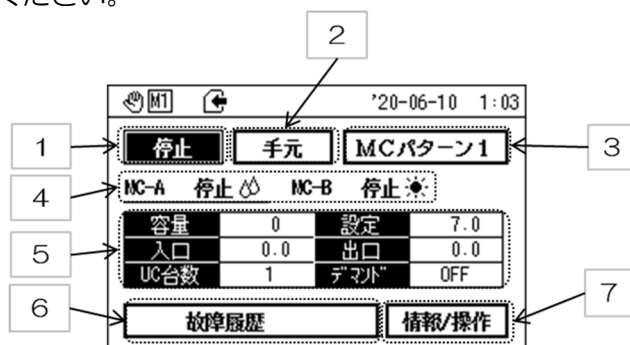 ください。
2
M1 '20-06-10 1:03
1 停止 手元 MCパターン1 3
4 MC-A 停止 MC-B 停止
容量 0 設定 7.0
5 入口 0.0 出口 0.0
UC台数 1 デマンド OFF
6 7
故障履歴 情報/操作